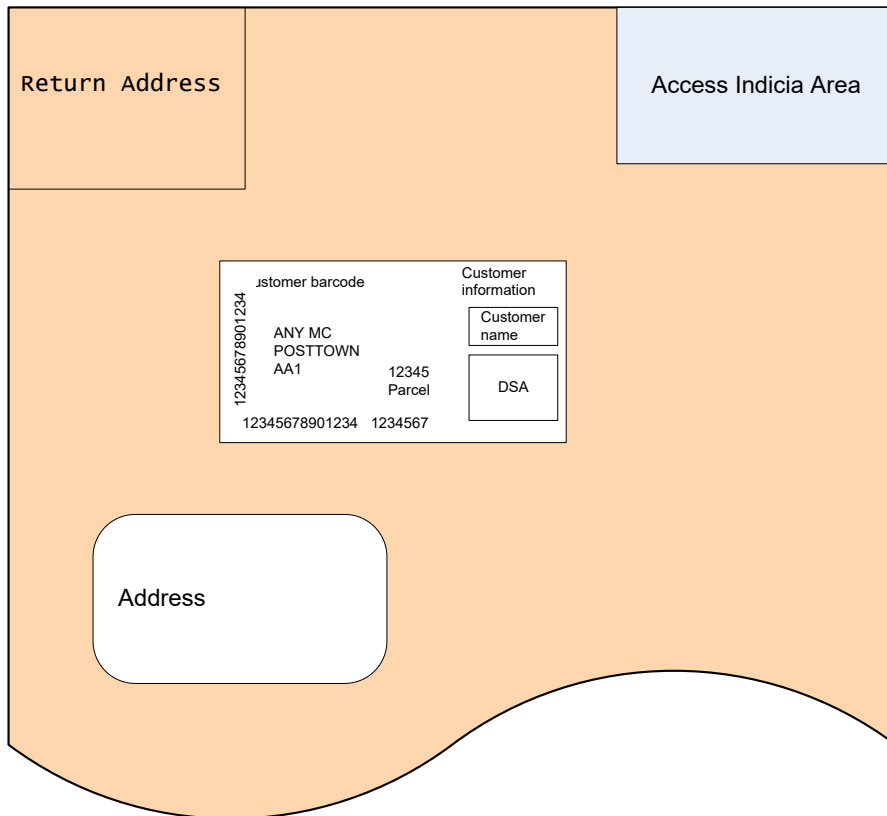 Return Address
Access Indicia Area
ustomer barcode
Customer
information
12345678901234
Customer
name
ANY MC
POSTTOWN
AA1
12345
Parcel
DSA
12345678901234 1234567
Address